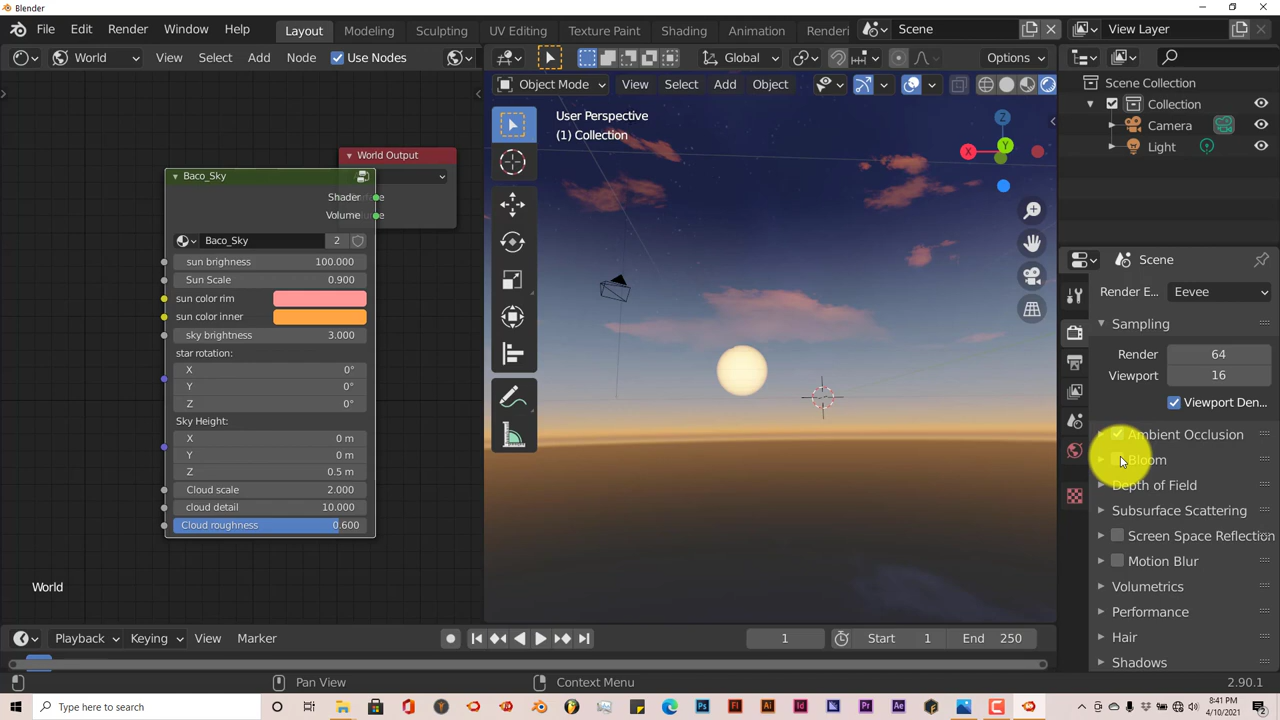 Blender
File Edit Render Window Help Layout Modeling Sculpting UV Editing Texture Paint Shading Animation Renderi Scene View Layer
World View Select Add Node Use Nodes Global Options
Object Mode View Select Add Object
Scene Collection
Collection
Camera
Light
User Perspective
(1) Collection
X Y Z
World Output
Baco_Sky
Shader
Volume
Baco_Sky 2
sun brighness 100.000
Sun Scale 0.900
sun color rim
sun color inner
sky brightness 3.000
star rotation:
X 0°
Y 0°
Z 0°
Sky Height:
X 0 m
Y 0 m
Z 0.5 m
Cloud scale 2.000
cloud detail 10.000
Cloud roughness 0.600
World
Scene
Render E... Eevee
Sampling
Render 64
Viewport 16
Viewport Den...
Ambient Occlusion
Bloom
Depth of Field
Subsurface Scattering
Screen Space Reflection
Motion Blur
Volumetrics
Performance
Hair
Shadows
Playback Keying View Marker 1 Start 1 End 250
Pan View Context Menu 2.90.1
Type here to search
8:41 PM
4/10/2021